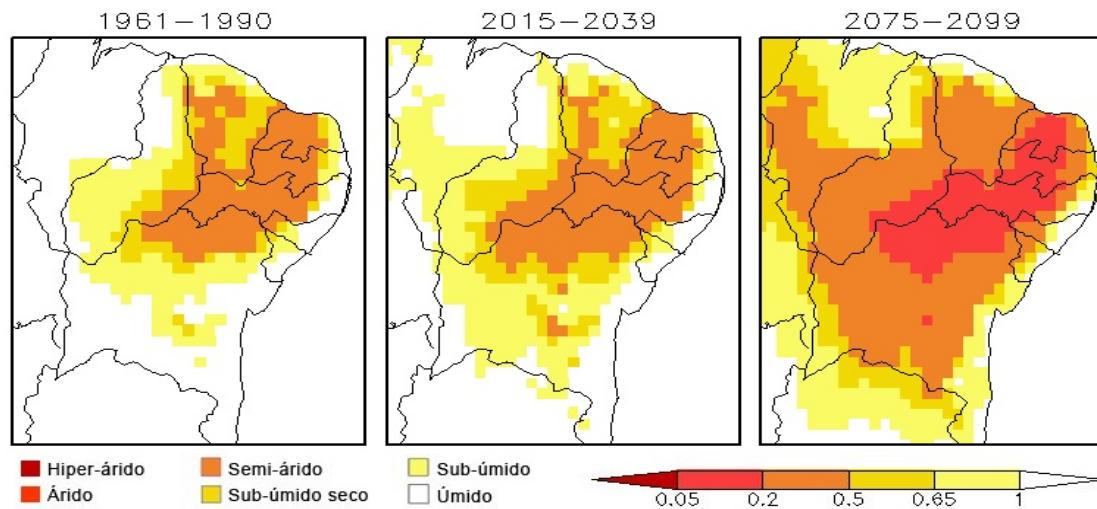 1961–1990 2015–2039 2075–2099
Hiper-árido Semi-árido Sub-úmido
Árido Sub-úmido seco Úmido
0.05 0.2 0.5 0.65 1